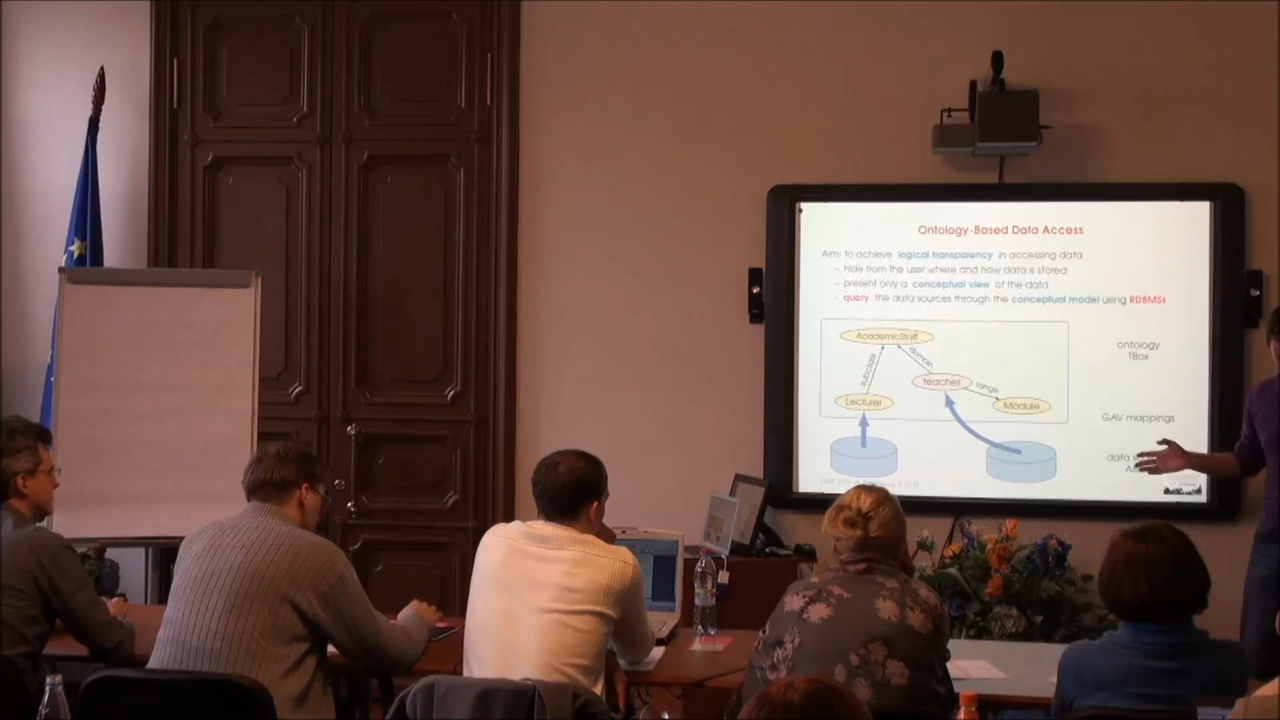 Ontology-Based Data Access
Aim: to achieve logical transparency in accessing data
– hide from the user where and how data is stored
– present only a conceptual view of the data
– query the data sources through the conceptual model using RDBMSs
AcademicStaff
subclass
domain
teaches
range
Lecturer
Module
ontology
TBox
GAV mappings
data